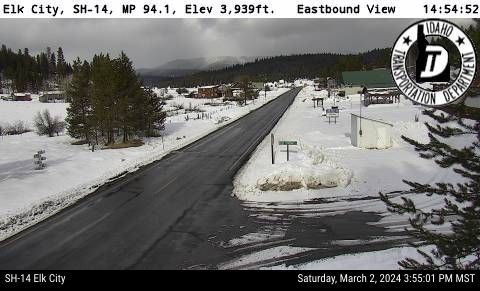 Elk City, SH-14, MP 94.1, Elev 3,939ft. Eastbound View 14:54:52
IDAHO
TRANSPORTATION DEPARTMENT
SH-14 Elk City Saturday, March 2, 2024 3:55:01 PM MST